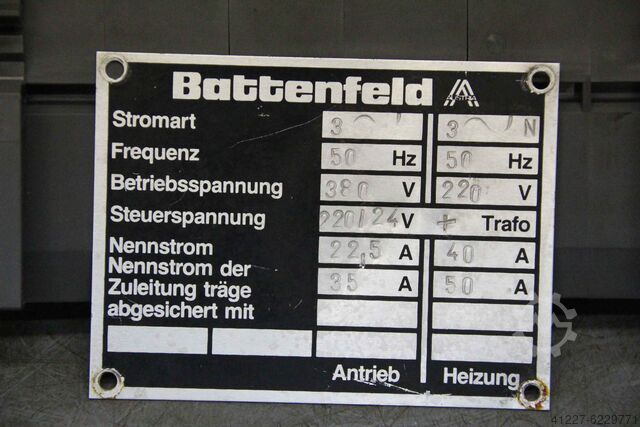 Battenfeld AUSTRIA
Stromart 3 ~ 3 ~ N
Frequenz 50 Hz 50 Hz
Betriebsspannung 380 V 220 V
Steuerspannung 220/24 V + Trafo
Nennstrom 22,5 A 40 A
Nennstrom der
Zuleitung träge 35 A 50 A
abgesichert mit
Antrieb Heizung
41227-6229771